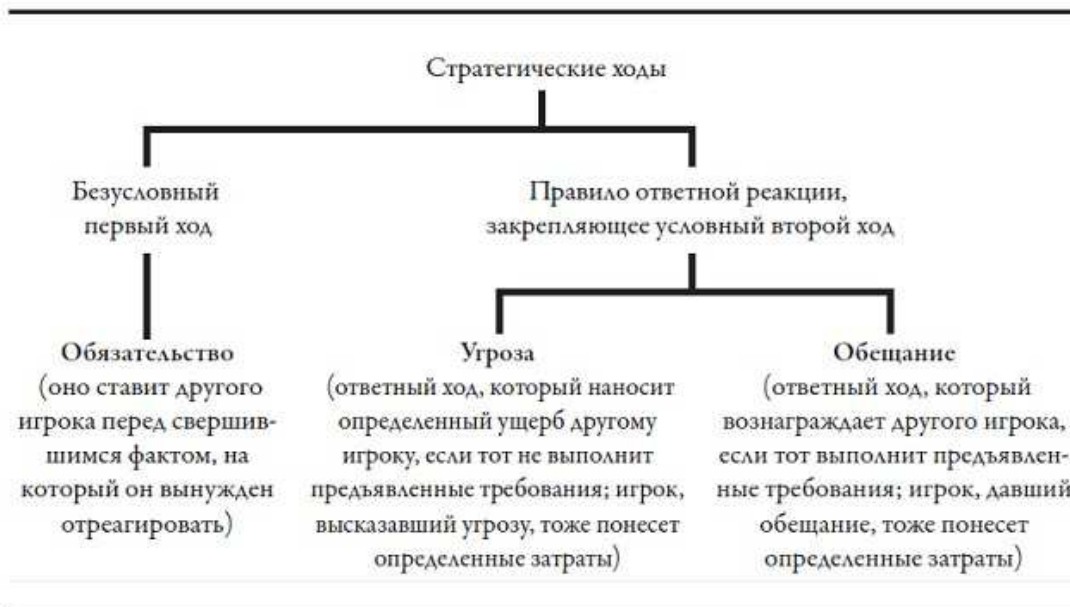 Стратегические ходы
Безусловный
первый ход
Правило ответной реакции,
закрепляющее условный второй ход
Обязательство
(оно ставит другого
игрока перед свершив-
шимся фактом, на
который он вынужден
отреагировать)
Угроза
(ответный ход, который наносит
определенный ущерб другому
игроку, если тот не выполнит
предъявленные требования; игрок,
высказавший угрозу, тоже понесет
определенные затраты)
Обещание
(ответный ход, который
вознаграждает другого игрока,
если тот выполнит предъявлен-
ные требования; игрок, давший
обещание, тоже понесет
определенные затраты)